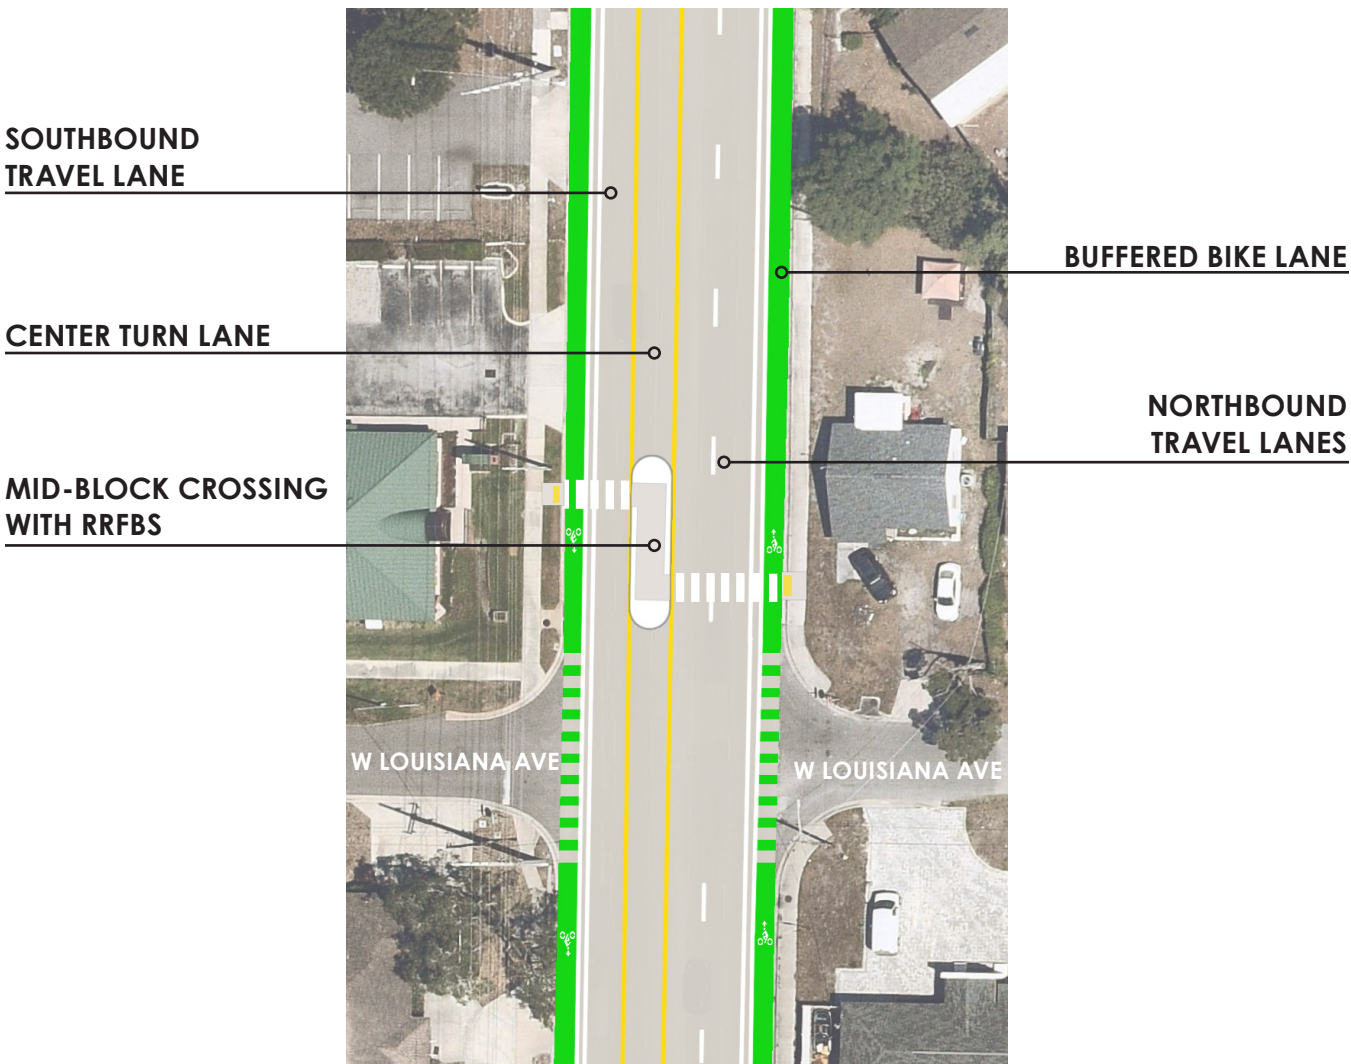 SOUTHBOUND
TRAVEL LANE
BUFFERED BIKE LANE
CENTER TURN LANE
NORTHBOUND
TRAVEL LANES
MID-BLOCK CROSSING
WITH RRFBS
W LOUISIANA AVE
W LOUISIANA AVE